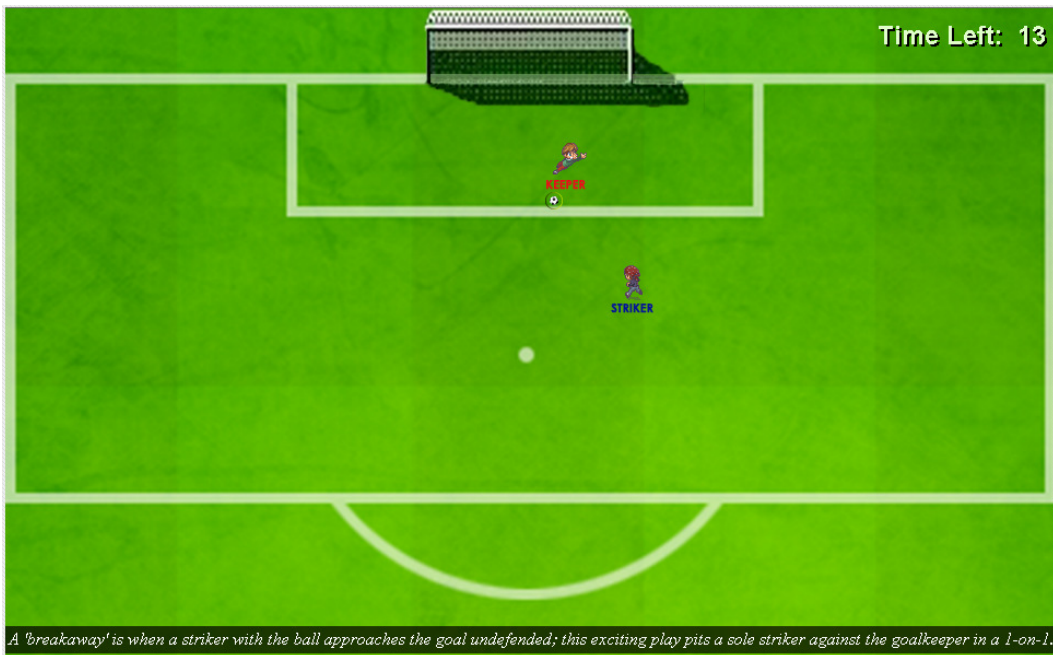 Time Left: 13
KEEPER
STRIKER
A 'breakaway' is when a striker with the ball approaches the goal undefended; this exciting play pits a sole striker against the goalkeeper in a 1-on-1.